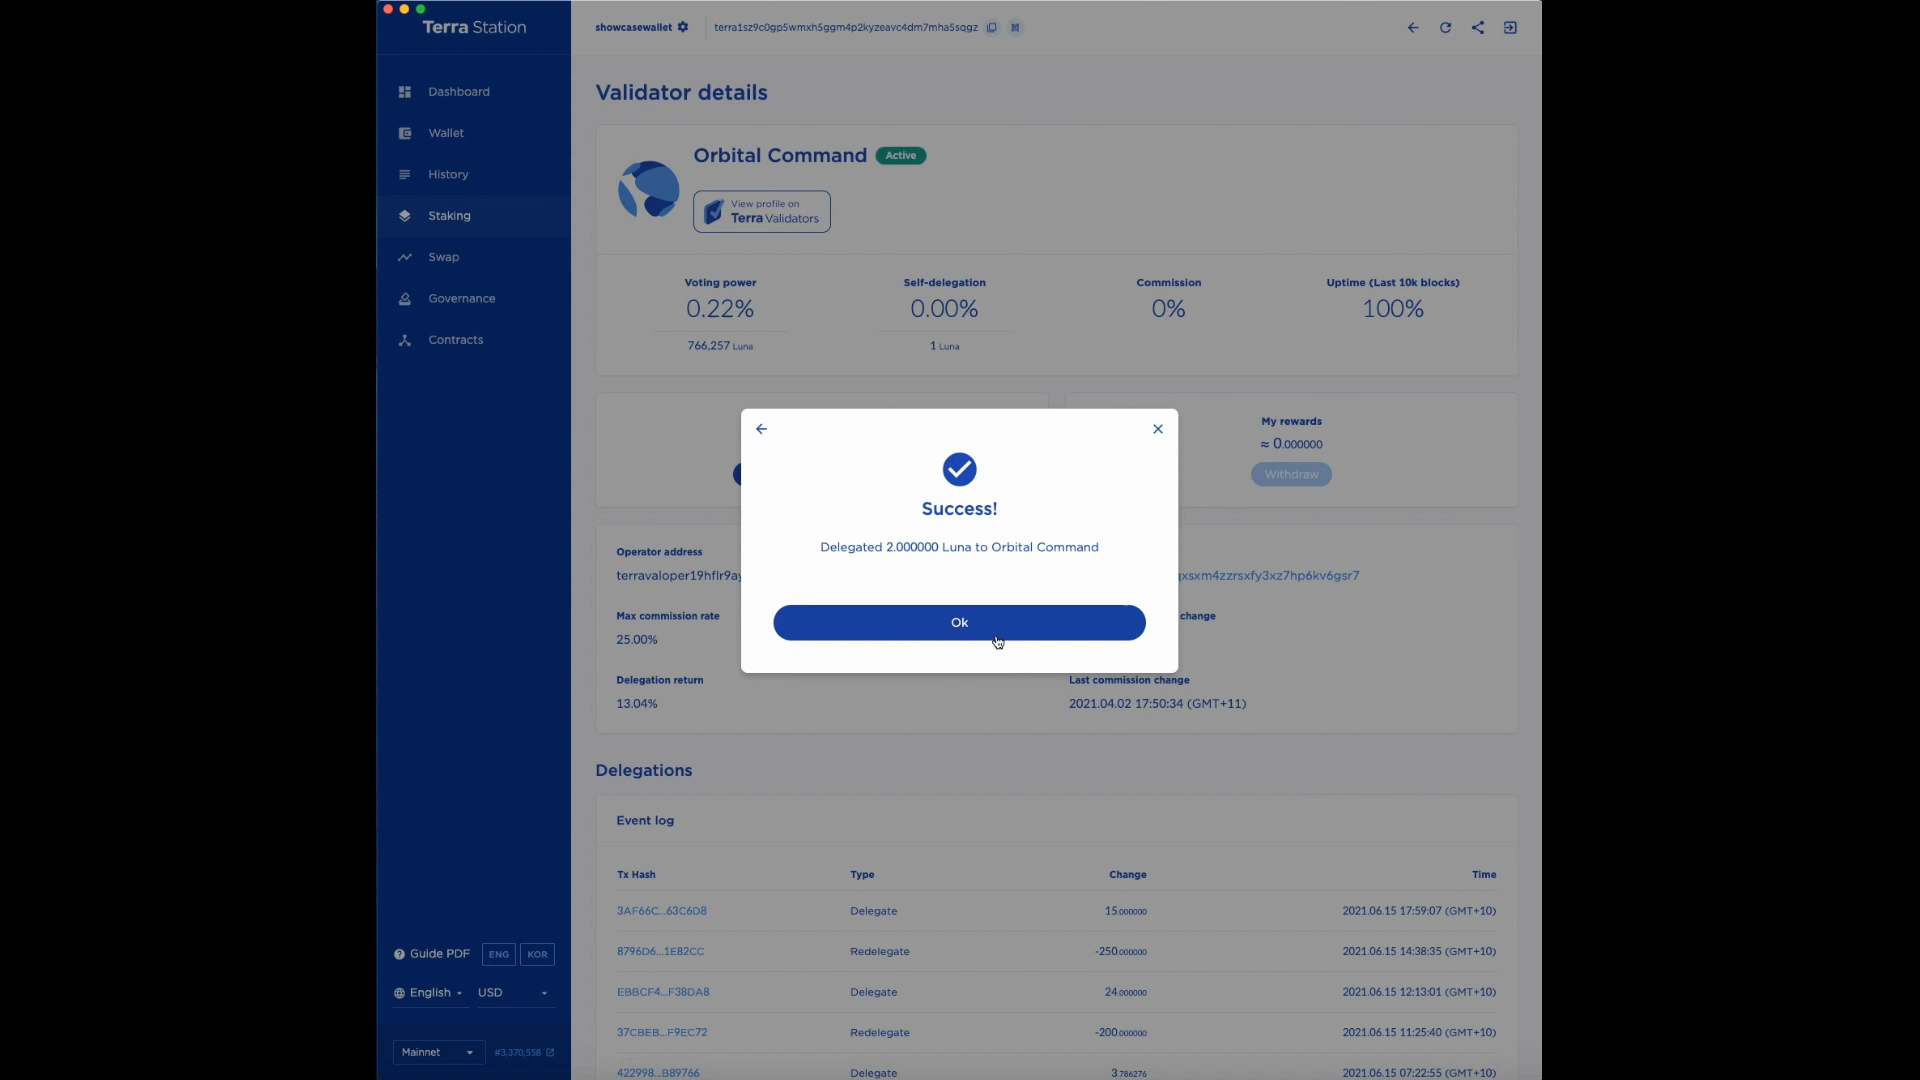 Terra Station
showcasewallet
terra1sz9c0gp5wmxh5ggm4p2kyzeavc4dm7mha5sqgz
Dashboard
Wallet
History
Staking
Swap
Governance
Contracts
Guide PDF ENG KOR
English USD
Mainnet #3,370,558
Validator details
Orbital Command Active
View profile on
Terra Validators
Voting power
0.22%
766,257 Luna
Self-delegation
0.00%
1 Luna
Commission
0%
Uptime (Last 10k blocks)
100%
My rewards
≈ 0.000000
Withdraw
Success!
Delegated 2.000000 Luna to Orbital Command
Ok
Operator address
terravaloper19hflr9ay
qxsxm4zzrsxfy3xz7hp6kv6gsr7
Max commission rate
25.00%
change
Delegation return
13.04%
Last commission change
2021.04.02 17:50:34 (GMT+11)
Delegations
Event log
Tx Hash Type Change Time
3AF66C...63C6D8 Delegate 15.000000 2021.06.15 17:59:07 (GMT+10)
8796D6...1E82CC Redelegate -250.000000 2021.06.15 14:38:35 (GMT+10)
EBBCF4...F38DA8 Delegate 24.000000 2021.06.15 12:13:01 (GMT+10)
37CBEB...F9EC72 Redelegate -200.000000 2021.06.15 11:25:40 (GMT+10)
422998...B89766 Delegate 3.786276 2021.06.15 07:22:55 (GMT+10)